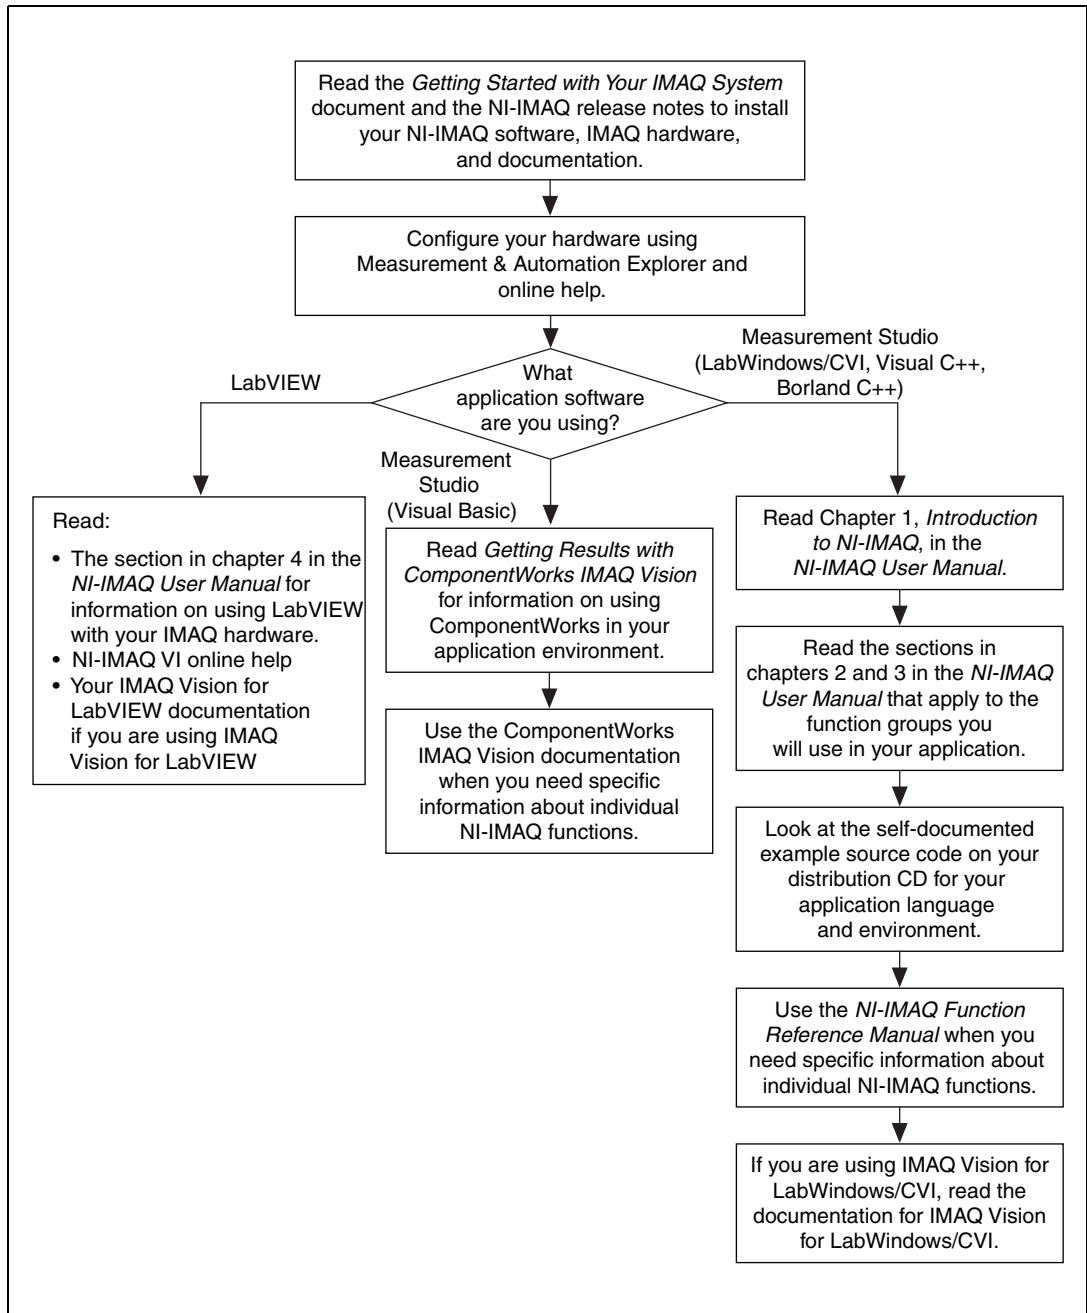 Read the Getting Started with Your IMAQ System
document and the NI-IMAQ release notes to install
your NI-IMAQ software, IMAQ hardware,
and documentation.
Configure your hardware using
Measurement & Automation Explorer and
online help.
What
application software
are you using?
LabVIEW
Read:
• The section in chapter 4 in the
NI-IMAQ User Manual for
information on using LabVIEW
with your IMAQ hardware.
• NI-IMAQ VI online help
• Your IMAQ Vision for
LabVIEW documentation
if you are using IMAQ
Vision for LabVIEW
Measurement
Studio
(Visual Basic)
Read Getting Results with
ComponentWorks IMAQ Vision
for information on using
ComponentWorks in your
application environment.
Use the ComponentWorks
IMAQ Vision documentation
when you need specific
information about individual
NI-IMAQ functions.
Measurement Studio
(LabWindows/CVI, Visual C++,
Borland C++)
Read Chapter 1, Introduction
to NI-IMAQ, in the
NI-IMAQ User Manual.
Read the sections in
chapters 2 and 3 in the NI-IMAQ
User Manual that apply to the
function groups you
will use in your application.
Look at the self-documented
example source code on your
distribution CD for your
application language
and environment.
Use the NI-IMAQ Function
Reference Manual when you
need specific information about
individual NI-IMAQ functions.
If you are using IMAQ Vision for
LabWindows/CVI, read the
documentation for IMAQ Vision
for LabWindows/CVI.